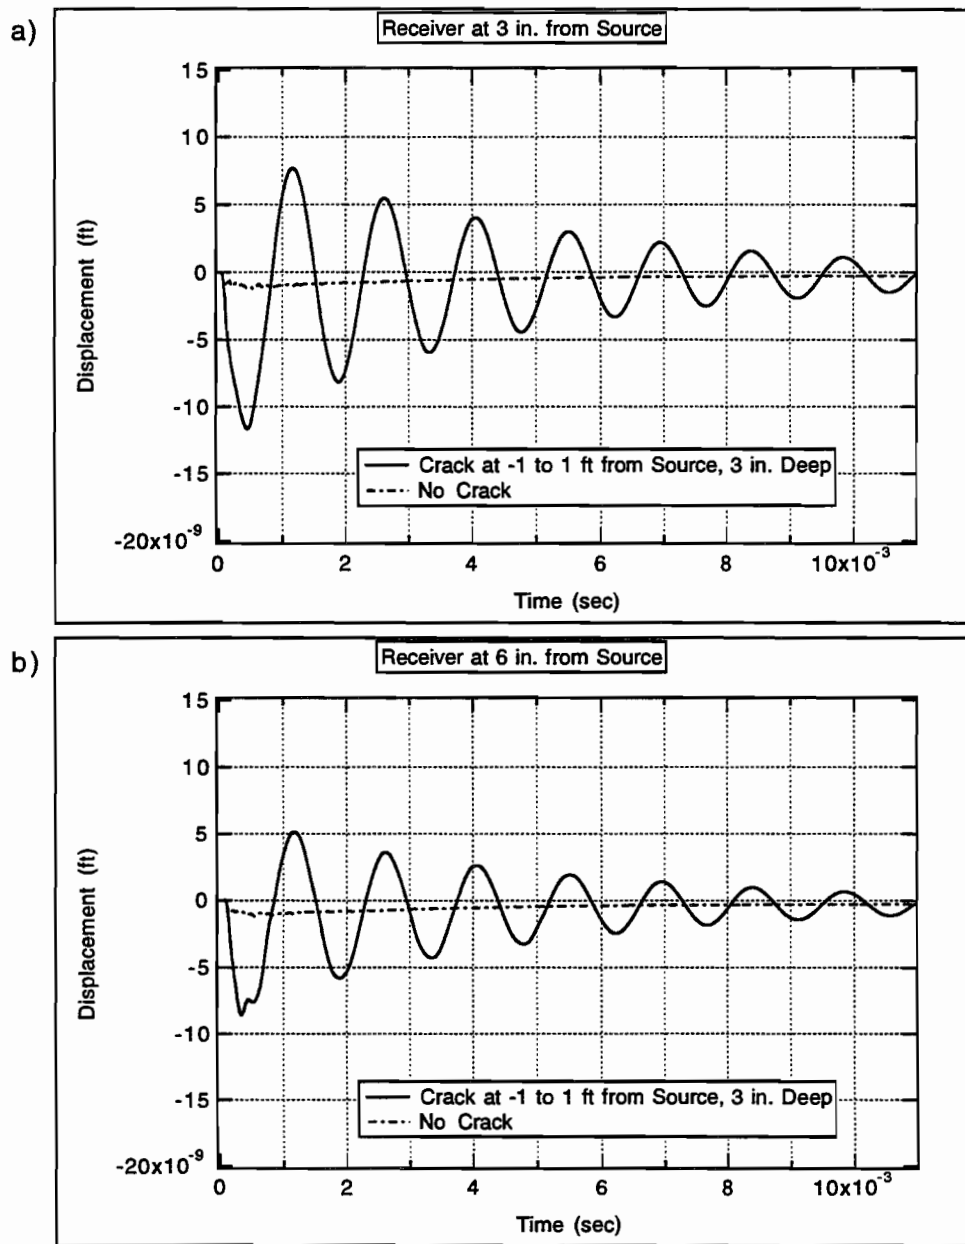 a)
Receiver at 3 in. from Source
15
10
5
0
-5
-10
-15
-20x10⁻⁹
Displacement (ft)
Crack at -1 to 1 ft from Source, 3 in. Deep
No Crack
0 2 4 6 8 10x10⁻³
Time (sec)
b)
Receiver at 6 in. from Source
15
10
5
0
-5
-10
-15
-20x10⁻⁹
Displacement (ft)
Crack at -1 to 1 ft from Source, 3 in. Deep
No Crack
0 2 4 6 8 10x10⁻³
Time (sec)